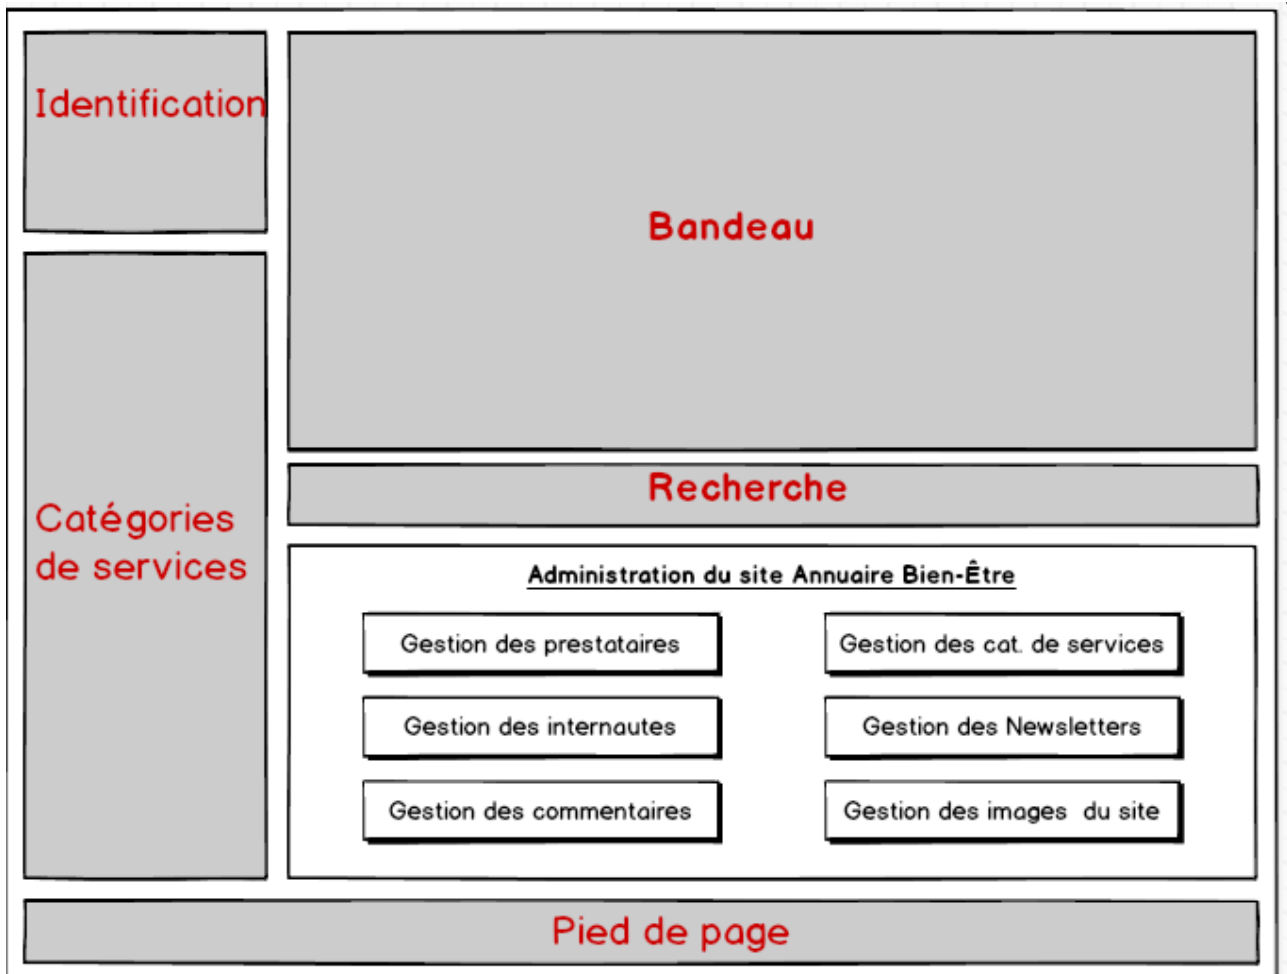 Identification
Bandeau
Catégories
de services
Recherche
Administration du site Annuaire Bien-Être
Gestion des prestataires
Gestion des cat. de services
Gestion des internautes
Gestion des Newsletters
Gestion des commentaires
Gestion des images du site
Pied de page